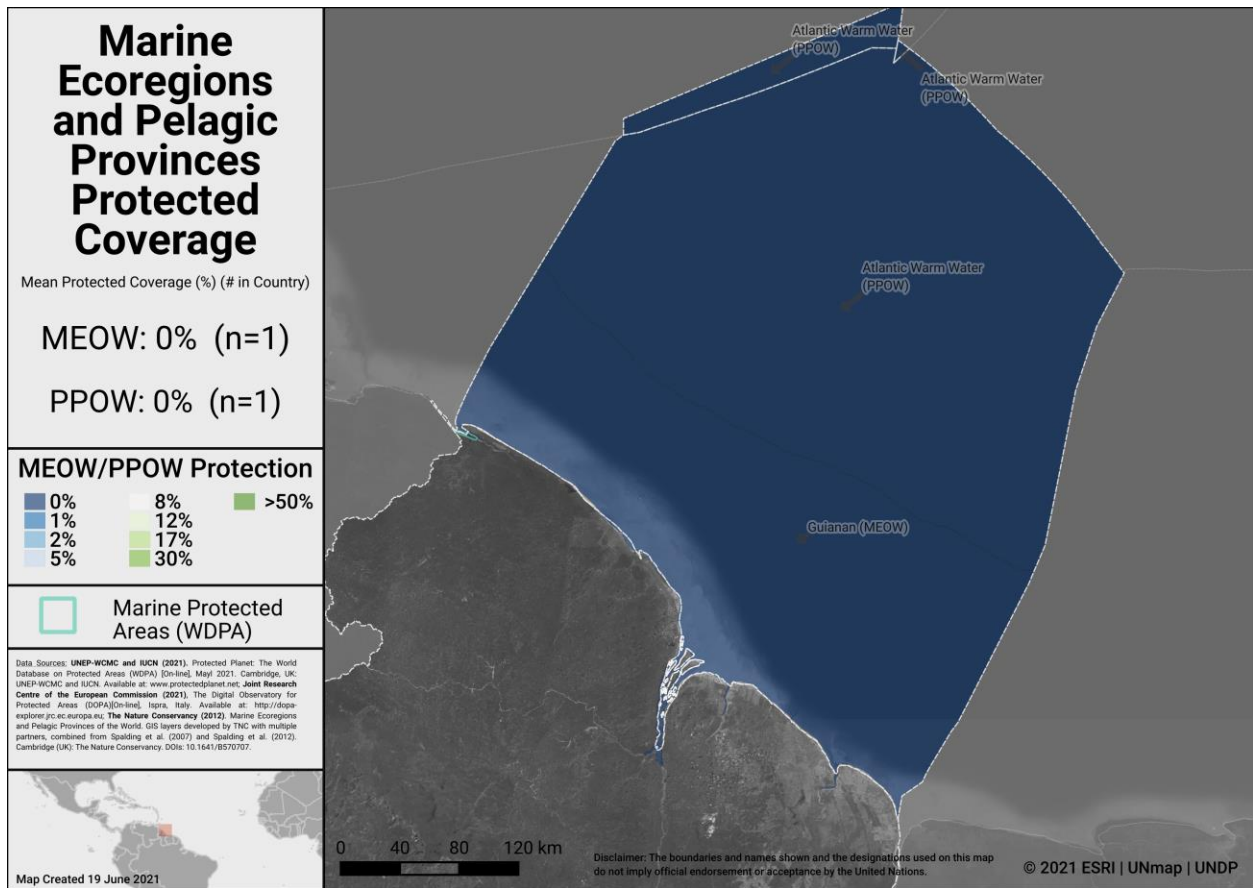 Marine
Ecoregions
and Pelagic
Provinces
Protected
Coverage
Mean Protected Coverage (%) (# in Country)
MEOW: 0% (n=1)
PPOW: 0% (n=1)
MEOW/PPOW Protection
0%
1%
2%
5%
8%
12%
17%
30%
>50%
Marine Protected
Areas (WDPA)
Data Sources: UNEP-WCMC and IUCN (2021). Protected Planet: The World
Database on Protected Areas (WDPA) [On-line], Mayl 2021. Cambridge, UK:
UNEP-WCMC and IUCN. Available at: www.protectedplanet.net; Joint Research
Centre of the European Commission (2021), The Digital Observatory for
Protected Areas (DOPA)[On-line], Ispra, Italy. Available at: http://dopa-
explorer.jrc.ec.europa.eu; The Nature Conservancy (2012). Marine Ecoregions
and Pelagic Provinces of the World. GIS layers developed by TNC with multiple
partners, combined from Spalding et al. (2007) and Spalding et al. (2012).
Cambridge (UK): The Nature Conservancy. DOIs: 10.1641/B570707.
Map Created 19 June 2021
Atlantic Warm Water
(PPOW)
Atlantic Warm Water
(PPOW)
Atlantic Warm Water
(PPOW)
Guianan (MEOW)
0 40 80 120 km
Disclaimer: The boundaries and names shown and the designations used on this map
do not imply official endorsement or acceptance by the United Nations.
© 2021 ESRI | UNmap | UNDP